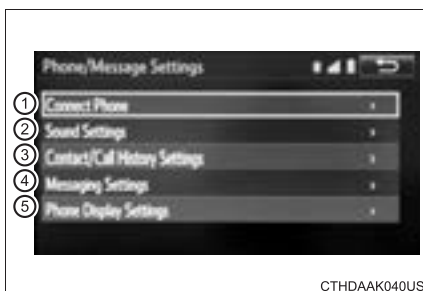 Phone/Message Settings
① Connect Phone
② Sound Settings
③ Contact/Call History Settings
④ Messaging Settings
⑤ Phone Display Settings
CTHDAAK040US